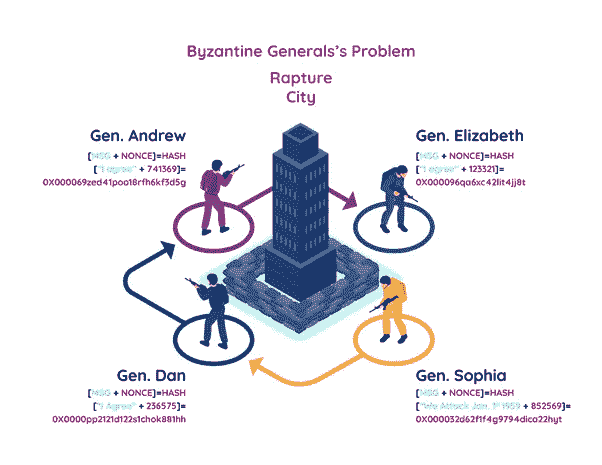 Byzantine Generals's Problem
Rapture
City
Gen. Andrew
[MSG + NONCE]=HASH
["I agree" + 741369]=
0X000069zed41poo18rfh6kf3d5g
Gen. Elizabeth
[MSG + NONCE]=HASH
["I agree" + 123321]=
0X000096qa6xc42lit4jj8t
Gen. Dan
[MSG + NONCE]=HASH
["I Agree" + 236575]=
0X0000pp2121d122s1chok881hh
Gen. Sophia
[MSG + NONCE]=HASH
["We Attack Jan. 1st 1959 + 852569]=
0X000032d62f1f4g9794dica22hyt